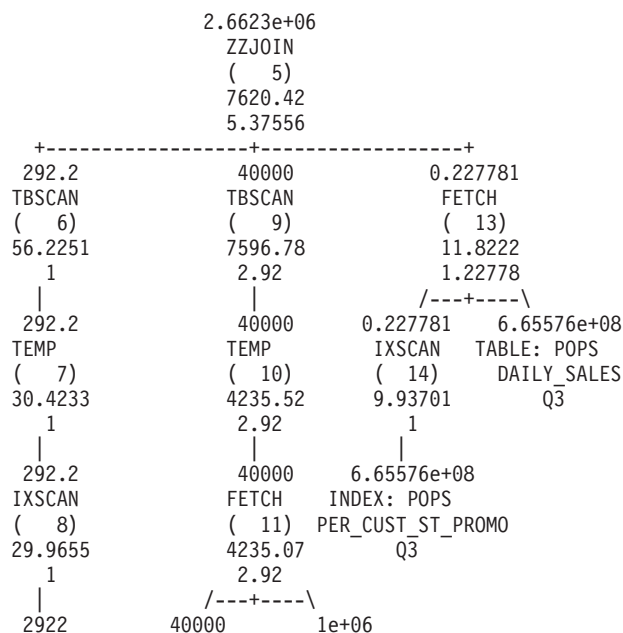 2.6623e+06
ZZJOIN
( 5)
7620.42
5.37556
+------------------+------------------+
292.2 40000 0.227781
TBSCAN TBSCAN FETCH
( 6) ( 9) ( 13)
56.2251 7596.78 11.8222
1 2.92 1.22778
| | /---+----\
292.2 40000 0.227781 6.65576e+08
TEMP TEMP IXSCAN TABLE: POPS
( 7) ( 10) ( 14) DAILY_SALES
30.4233 4235.52 9.93701 Q3
1 2.92 1
| | |
292.2 40000 6.65576e+08
IXSCAN FETCH INDEX: POPS
( 8) ( 11) PER_CUST_ST_PROMO
29.9655 4235.07 Q3
1 2.92
| /---+----\
2922 40000 1e+06